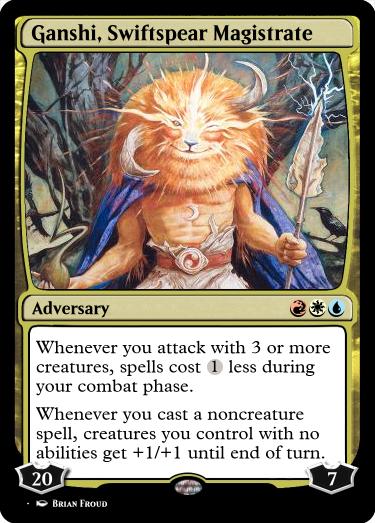 Ganshi, Swiftspear Magistrate
Adversary
Whenever you attack with 3 or more
creatures, spells cost 1 less during
your combat phase.
Whenever you cast a noncreature
spell, creatures you control with no
abilities get +1/+1 until end of turn.
20
7
Brian Froud